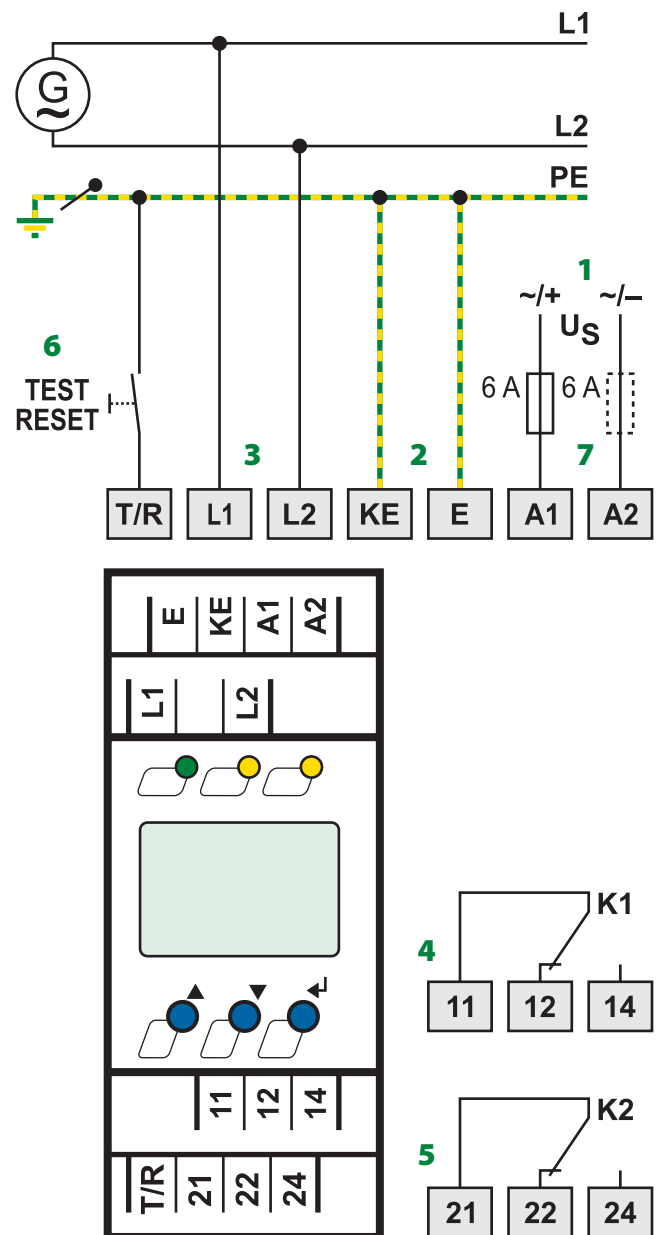 L1
G
~
L2
PE
1
~/+ ~/–
US
6 A 6 A
6
TEST
RESET
3 2 7
T/R L1 L2 KE E A1 A2
E KE A1 A2
L1 L2
▲ ▼ ↵
K1
4
11 12 14
11 12 14
K2
5
T/R 21 22 24
21 22 24